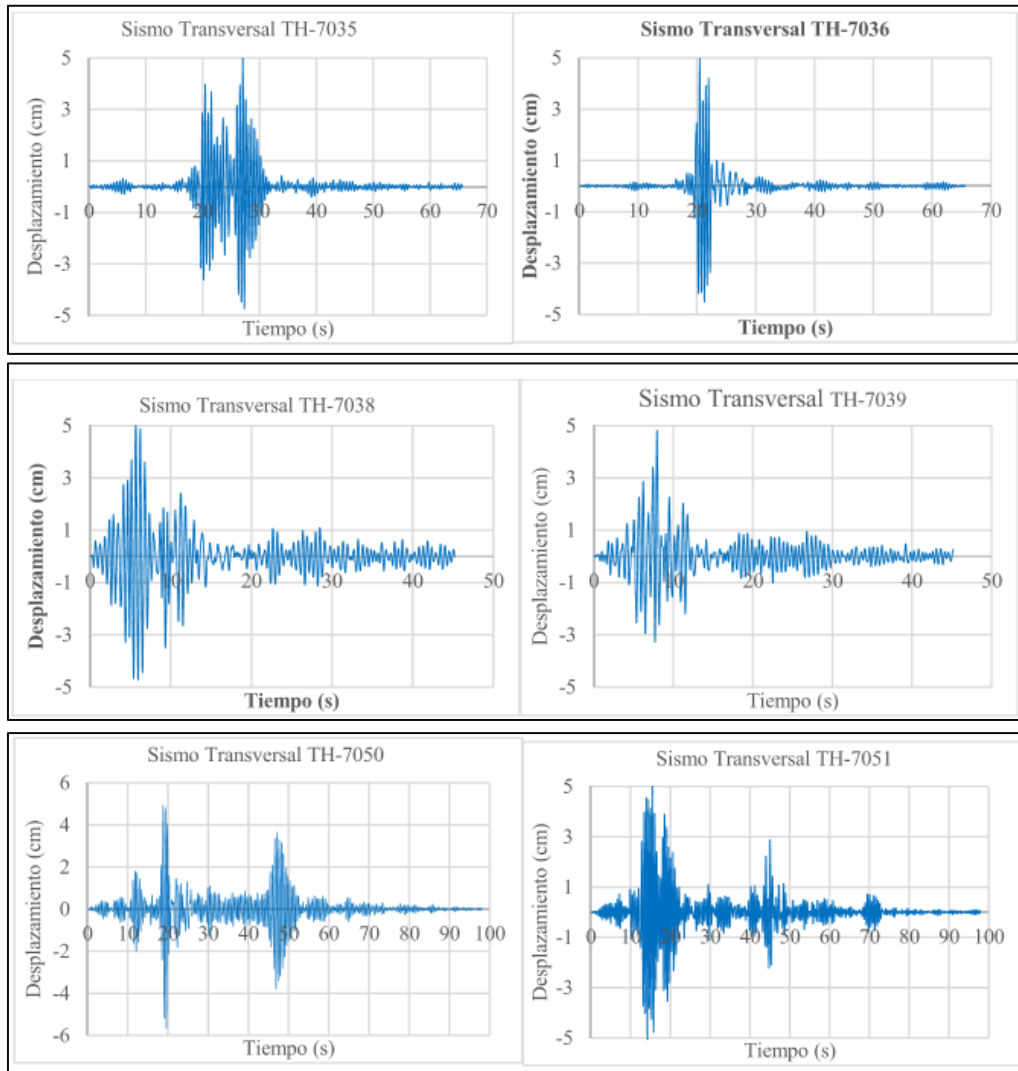 Sismo Transversal TH-7035
5
3
1
-1
-3
-5
0 10 20 30 40 50 60 70
Desplazamiento (cm)
Tiempo (s)
Sismo Transversal TH-7036
5
3
1
-1
-3
-5
0 10 20 30 40 50 60 70
Desplazamiento (cm)
Tiempo (s)
Sismo Transversal TH-7038
5
3
1
-1
-3
-5
0 10 20 30 40 50
Desplazamiento (cm)
Tiempo (s)
Sismo Transversal TH-7039
5
3
1
-1
-3
-5
0 10 20 30 40 50
Desplazamiento (cm)
Tiempo (s)
Sismo Transversal TH-7050
6
4
2
0
-2
-4
-6
0 10 20 30 40 50 60 70 80 90 100
Desplazamiento (cm)
Tiempo (s)
Sismo Transversal TH-7051
5
3
1
-1
-3
-5
0 10 20 30 40 50 60 70 80 90 100
Desplazamiento (cm)
Tiempo (s)